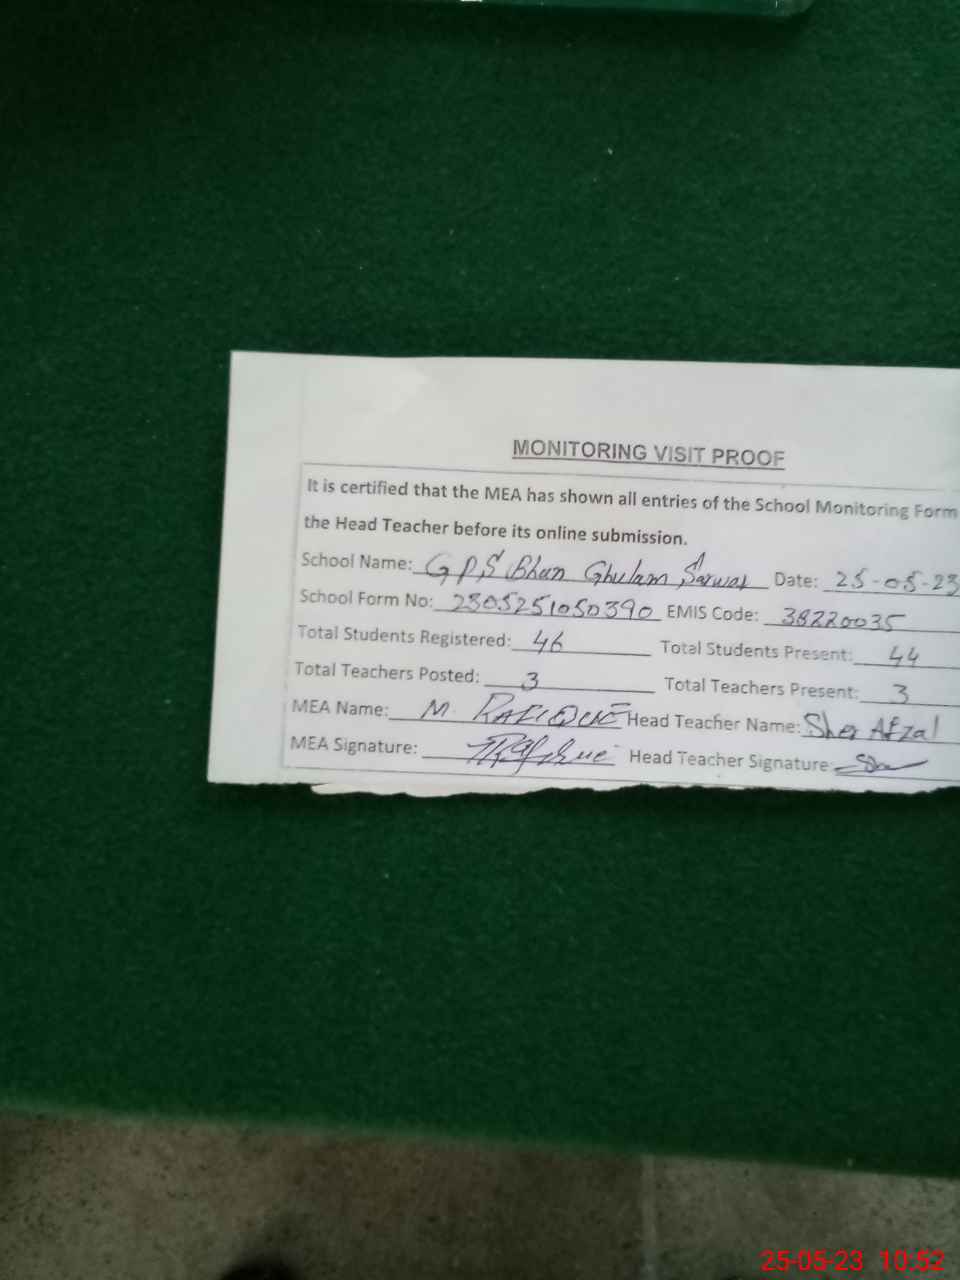 MONITORING VISIT PROOF
It is certified that the MEA has shown all entries of the School Monitoring Form
the Head Teacher before its online submission.
School Name: GPS Bhun Ghulam Sarwar Date: 25-05-23
School Form No: 2305251050390 EMIS Code: 38220035
Total Students Registered: 46 Total Students Present: 44
Total Teachers Posted: 3 Total Teachers Present: 3
MEA Name: M. RAFIQUE Head Teacher Name: Sher Afzal
MEA Signature: Head Teacher Signature:
25-05-23 10:52